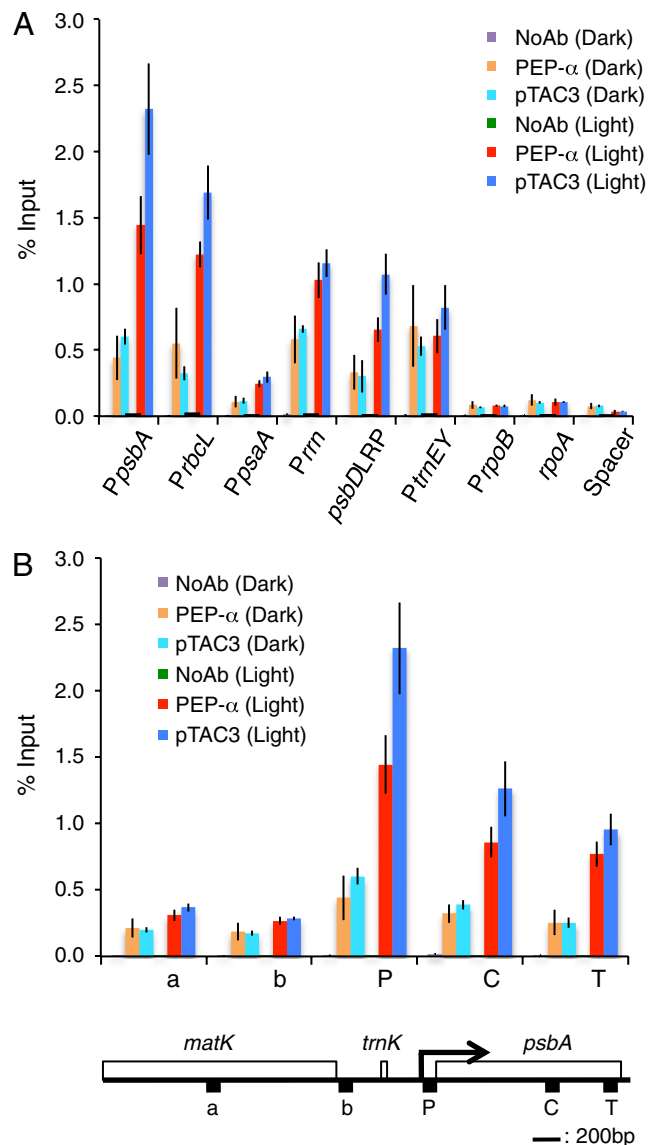 A
3.0
2.5
2.0
1.5
1.0
0.5
0.0
% Input
NoAb (Dark)
PEP-α (Dark)
pTAC3 (Dark)
NoAb (Light)
PEP-α (Light)
pTAC3 (Light)
PpsbA
PrbcL
PpsaA
Prrn
psbDLRP
PtrnEY
PrpoB
rpoA
Spacer
B
3.0
2.5
2.0
1.5
1.0
0.5
0.0
% Input
NoAb (Dark)
PEP-α (Dark)
pTAC3 (Dark)
NoAb (Light)
PEP-α (Light)
pTAC3 (Light)
a b P C T
matK trnK psbA
a b P C T
: 200bp